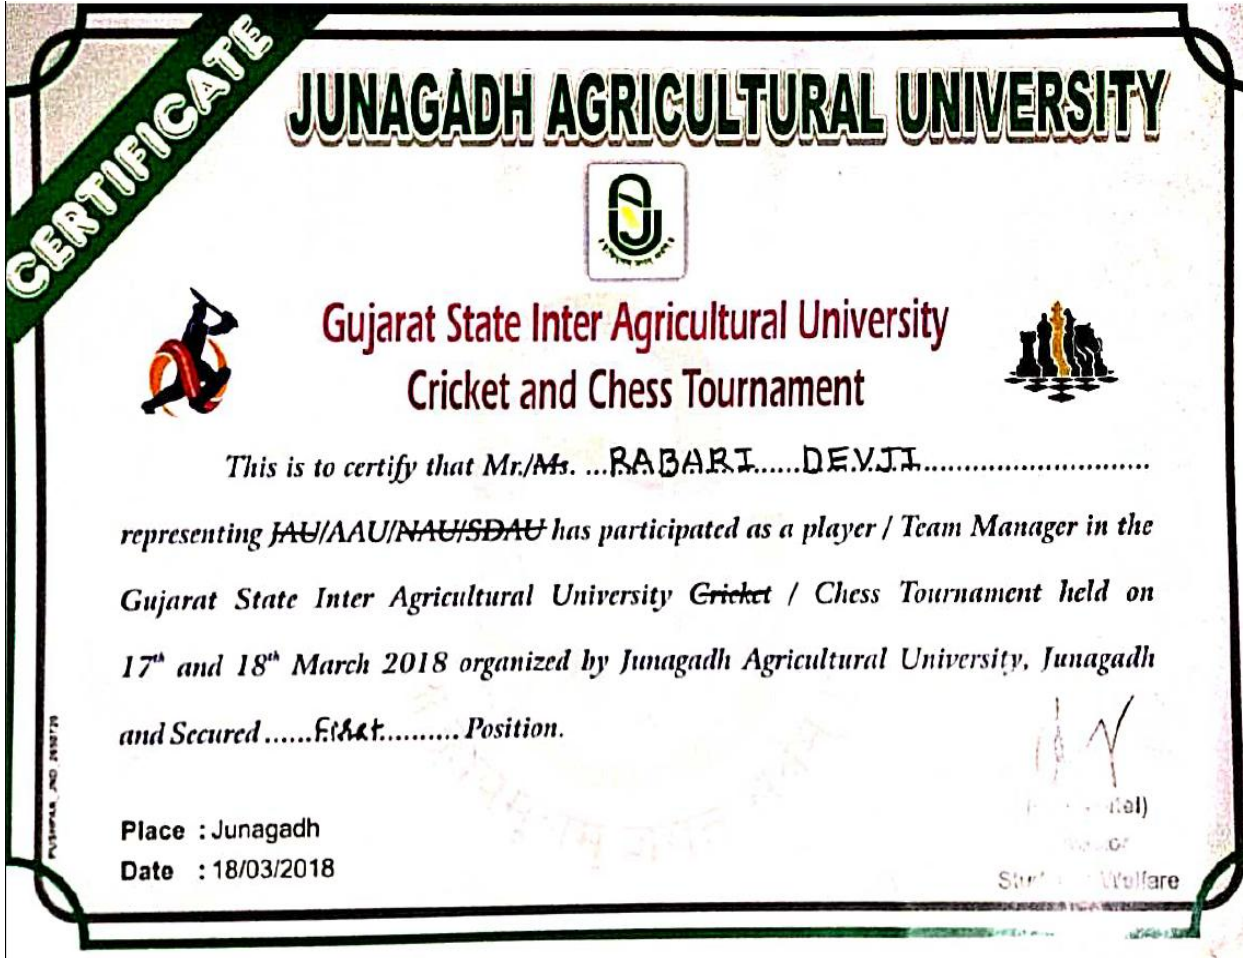 CERTIFICATE
JUNAGADH AGRICULTURAL UNIVERSITY
Gujarat State Inter Agricultural University
Cricket and Chess Tournament
This is to certify that Mr./Ms. ...RABARI......DEVJI..............................
representing JAU/AAU/NAU/SDAU has participated as a player / Team Manager in the
Gujarat State Inter Agricultural University Cricket / Chess Tournament held on
17th and 18th March 2018 organized by Junagadh Agricultural University, Junagadh
and Secured ......First.......... Position.
Place : Junagadh
Date : 18/03/2018
Welfare